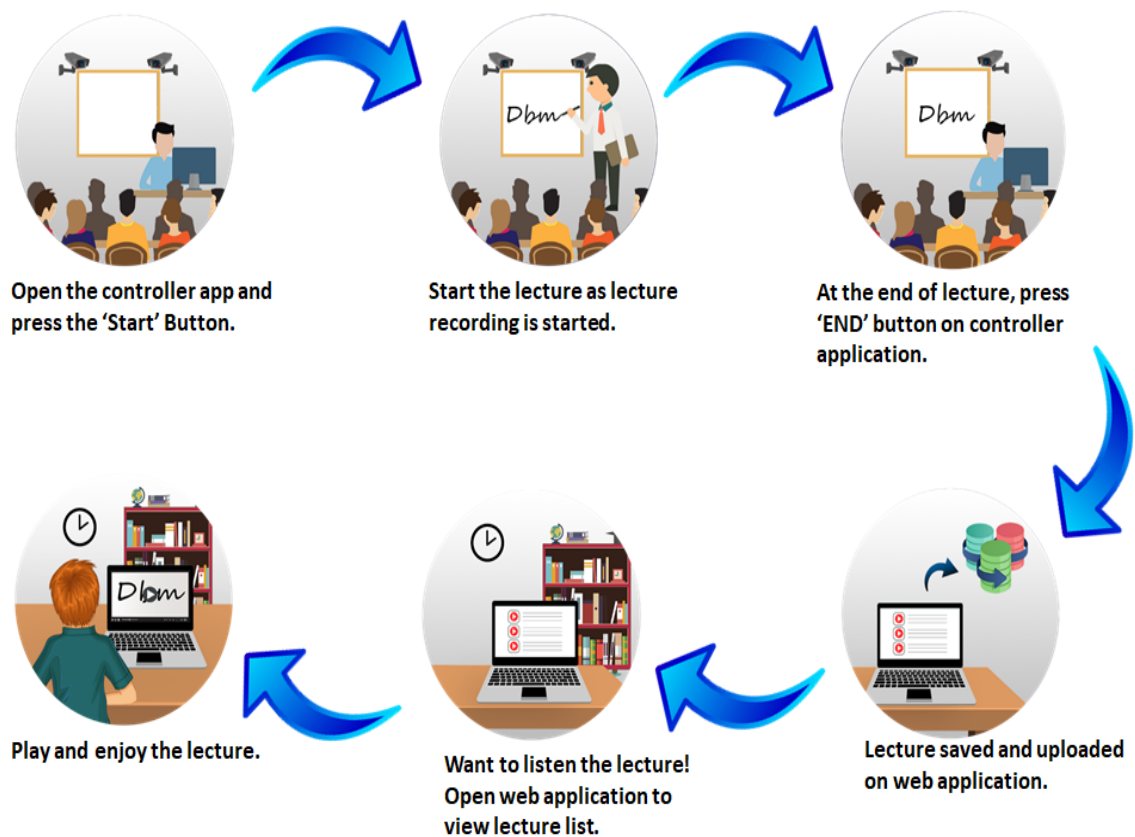 Dbm
Dbm
Open the controller app and
press the ‘Start’ Button.
Start the lecture as lecture
recording is started.
At the end of lecture, press
‘END’ button on controller
application.
Lecture saved and uploaded
on web application.
Want to listen the lecture!
Open web application to
view lecture list.
Dbm
Play and enjoy the lecture.